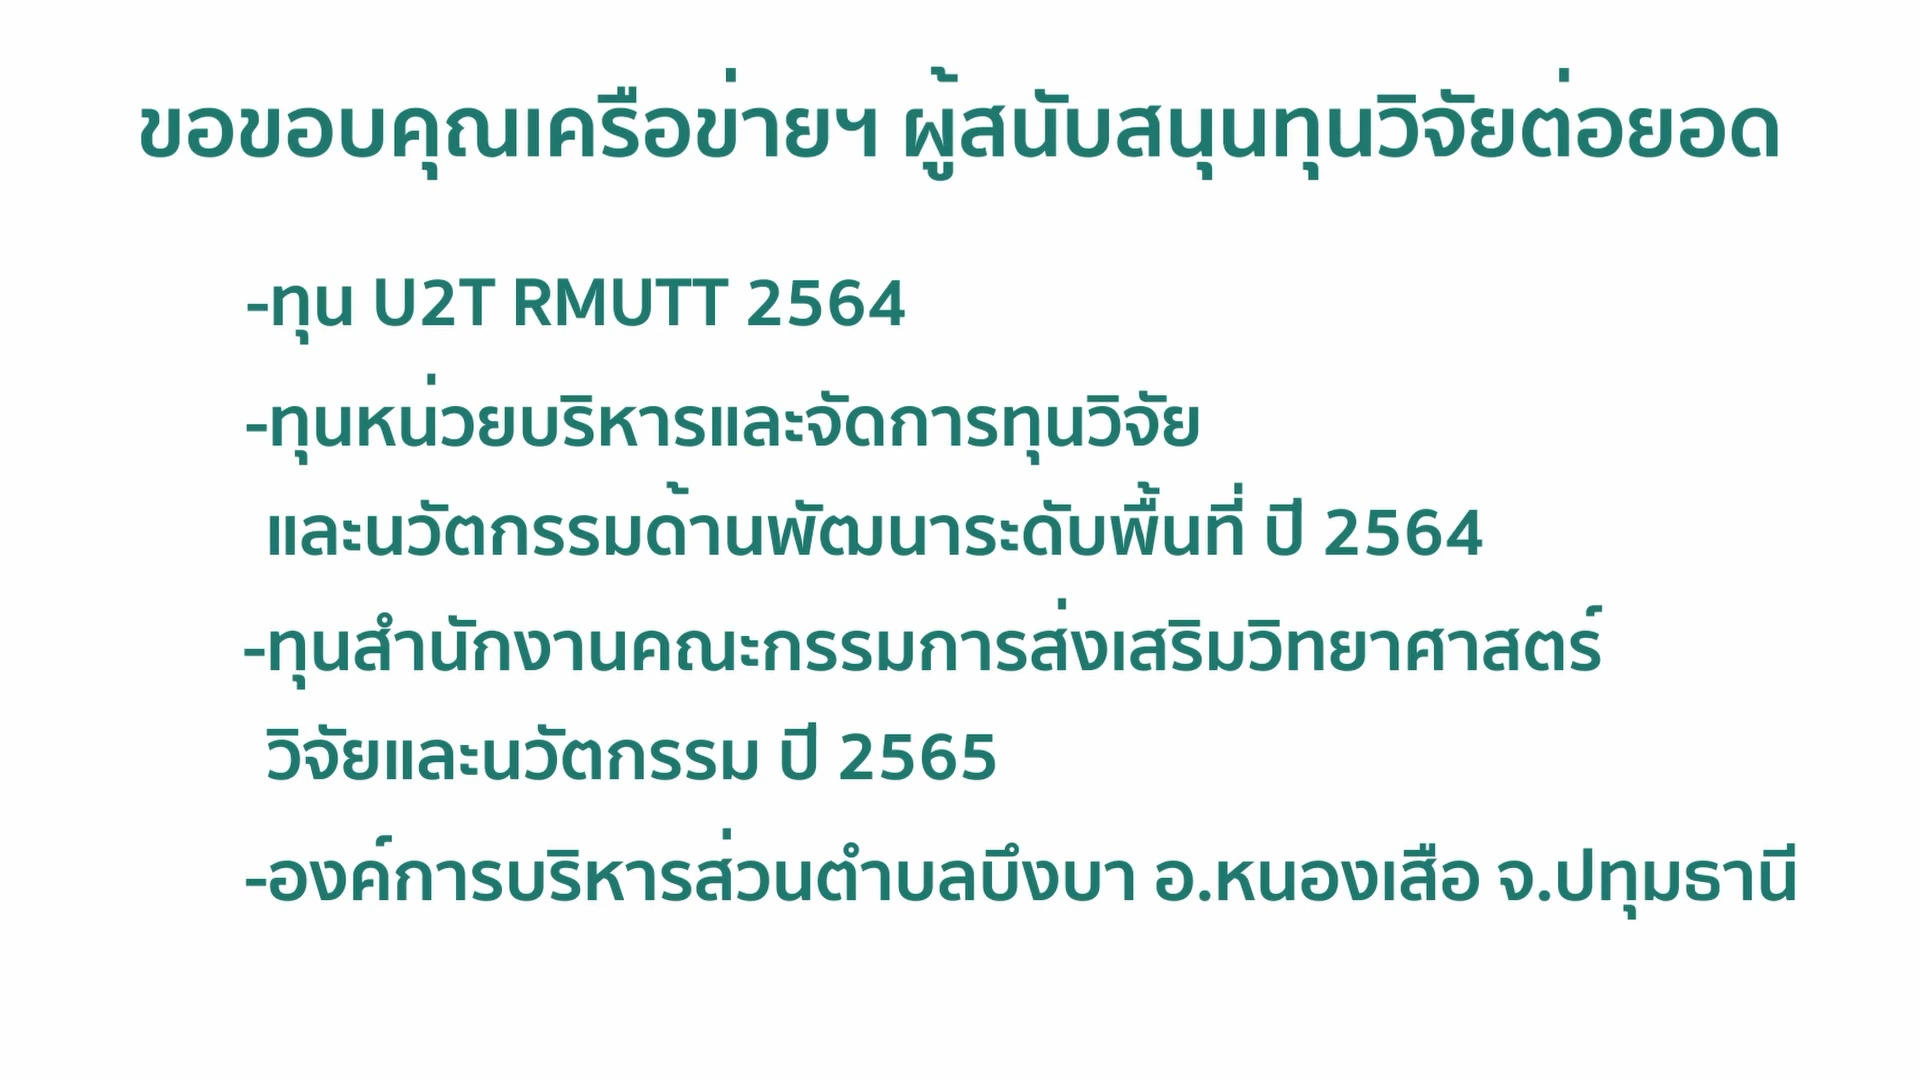 ขอขอบคุณเครือข่ายฯ ผู้สนับสนุนทุนวิจัยต่อยอด
-ทุน U2T RMUTT 2564
-ทุนหน่วยบริหารและจัดการทุนวิจัย
และนวัตกรรมด้านพัฒนาระดับพื้นที่ ปี 2564
-ทุนสำนักงานคณะกรรมการส่งเสริมวิทยาศาสตร์
วิจัยและนวัตกรรม ปี 2565
-องค์การบริหารส่วนตำบลบึงบา อ.หนองเสือ จ.ปทุมธานี